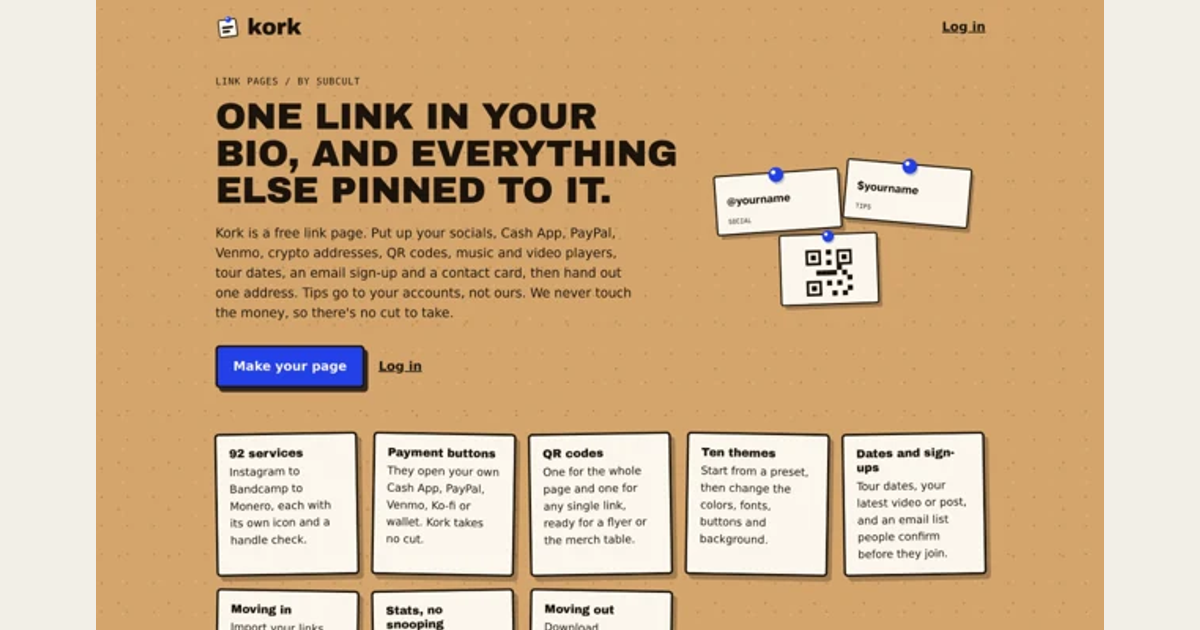 kork
Log in
LINK PAGES / BY SUBCULT
ONE LINK IN YOUR
BIO, AND EVERYTHING
ELSE PINNED TO IT.
Kork is a free link page. Put up your socials, Cash App, PayPal,
Venmo, crypto addresses, QR codes, music and video players,
tour dates, an email sign-up and a contact card, then hand out
one address. Tips go to your accounts, not ours. We never touch
the money, so there's no cut to take.
Make your page
Log in
@yourname
SOCIAL
$yourname
TIPS
92 services
Instagram to
Bandcamp to
Monero, each with
its own icon and a
handle check.
Payment buttons
They open your own
Cash App, PayPal,
Venmo, Ko-fi or
wallet. Kork takes
no cut.
QR codes
One for the whole
page and one for
any single link,
ready for a flyer or
the merch table.
Ten themes
Start from a preset,
then change the
colors, fonts,
buttons and
background.
Dates and sign-
ups
Tour dates, your
latest video or post,
and an email list
people confirm
before they join.
Moving in
Import your links
Stats, no
snooping
Moving out
Download